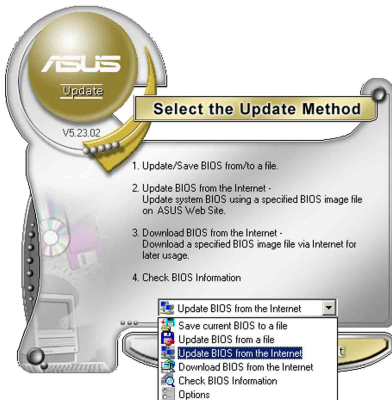 ASUS
Update
V5.23.02
Select the Update Method
1. Update/Save BIOS from/to a file.
2. Update BIOS from the Internet -
Update system BIOS using a specified BIOS image file
on ASUS Web Site.
3. Download BIOS from the Internet -
Download a specified BIOS image file via Internet for
later usage.
4. Check BIOS Information
Update BIOS from the Internet
Save current BIOS to a file
Update BIOS from a file
Update BIOS from the Internet
Download BIOS from the Internet
Check BIOS Information
Options